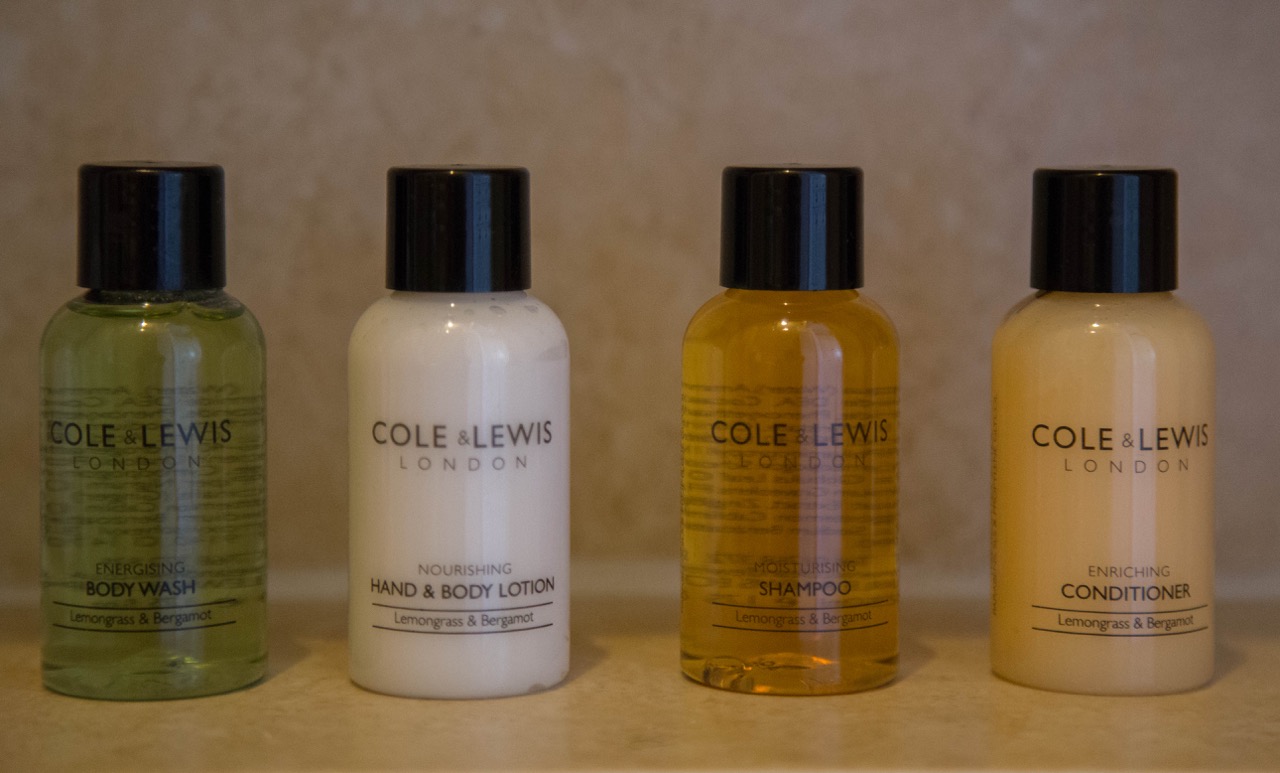 COLE & LEWIS
LONDON
ENERGISING
BODY WASH
Lemongrass & Bergamot
COLE & LEWIS
LONDON
NOURISHING
HAND & BODY LOTION
Lemongrass & Bergamot
COLE & LEWIS
LONDON
MOISTURISING
SHAMPOO
Lemongrass & Bergamot
COLE & LEWIS
LONDON
ENRICHING
CONDITIONER
Lemongrass & Bergamot